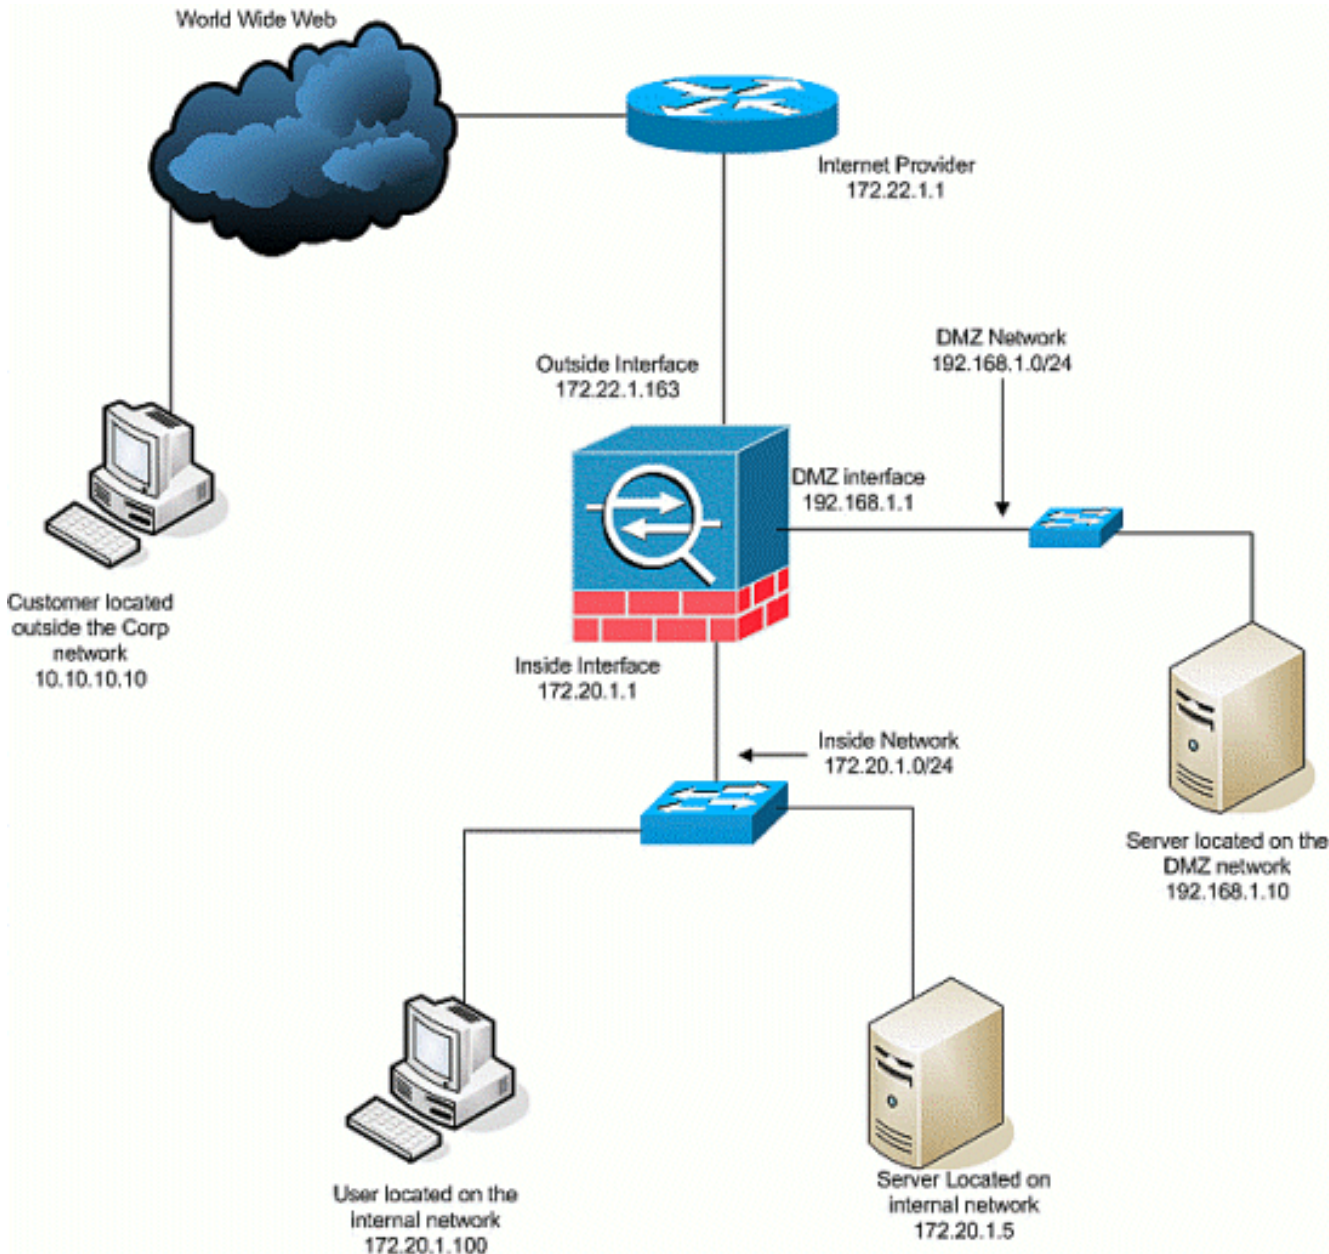 World Wide Web
Internet Provider
172.22.1.1
DMZ Network
192.168.1.0/24
Outside Interface
172.22.1.163
DMZ interface
192.168.1.1
Customer located
outside the Corp
network
10.10.10.10
Inside Interface
172.20.1.1
Inside Network
172.20.1.0/24
Server located on the
DMZ network
192.168.1.10
User located on the
internal network
172.20.1.100
Server Located on
internal network
172.20.1.5